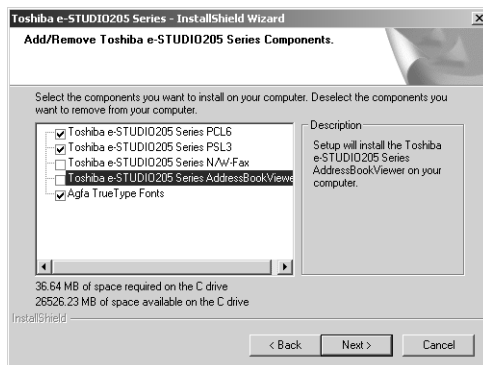 Toshiba e-STUDIO205 Series - InstallShield Wizard
Add/Remove Toshiba e-STUDIO205 Series Components.
Select the components you want to install on your computer. Deselect the components you
want to remove from your computer.
Toshiba e-STUDIO205 Series PCL6
Toshiba e-STUDIO205 Series PSL3
Toshiba e-STUDIO205 Series N/W-Fax
Toshiba e-STUDIO205 Series AddressBookViewe
Agfa TrueType Fonts
Description
Setup will install the Toshiba
e-STUDIO205 Series
AddressBookViewer on your
computer.
36.64 MB of space required on the C drive
26526.23 MB of space available on the C drive
InstallShield
< Back
Next >
Cancel